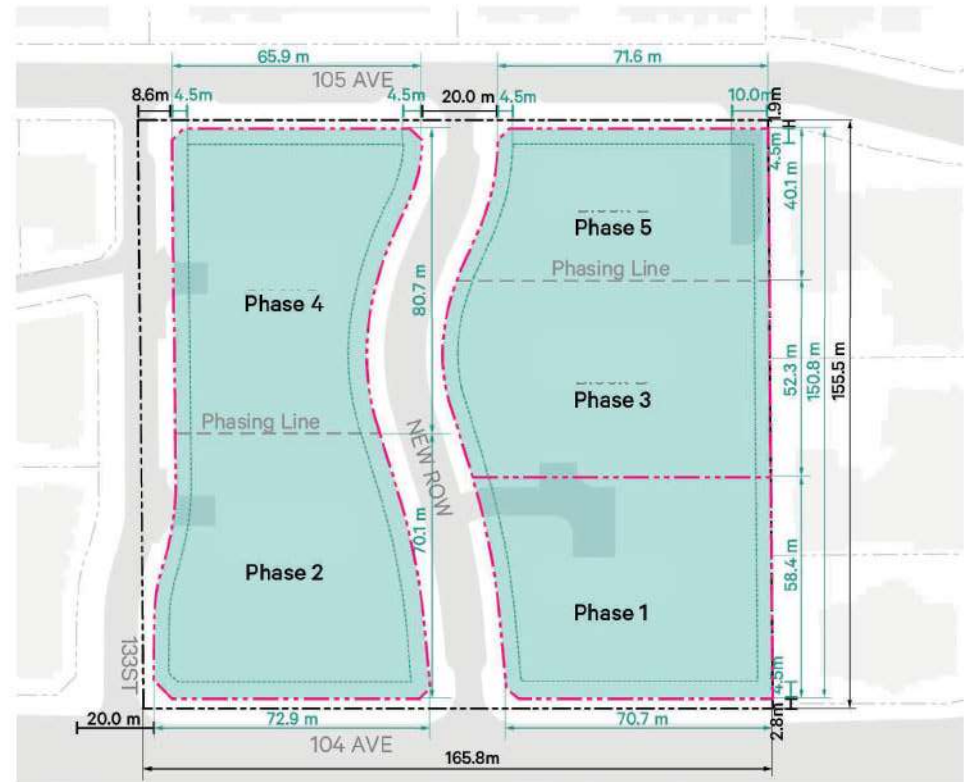 65.9 m
71.6 m
105 AVE
8.6m
4.5m
4.5m
20.0 m
4.5m
10.0m
1.9m
4.5m
40.1 m
Phase 5
Phasing Line
Phase 4
80.7 m
52.3 m
150.8 m
155.5 m
Phase 3
Phasing Line
NEW ROW
70.1 m
Phase 2
58.4 m
Phase 1
133ST
4.5m
20.0 m
72.9 m
70.7 m
2.8m
104 AVE
165.8m